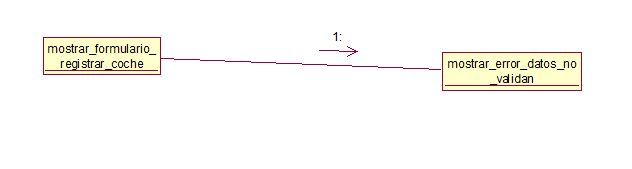 1:
mostrar_formulario_
registrar_coche
mostrar_error_datos_no
_validan